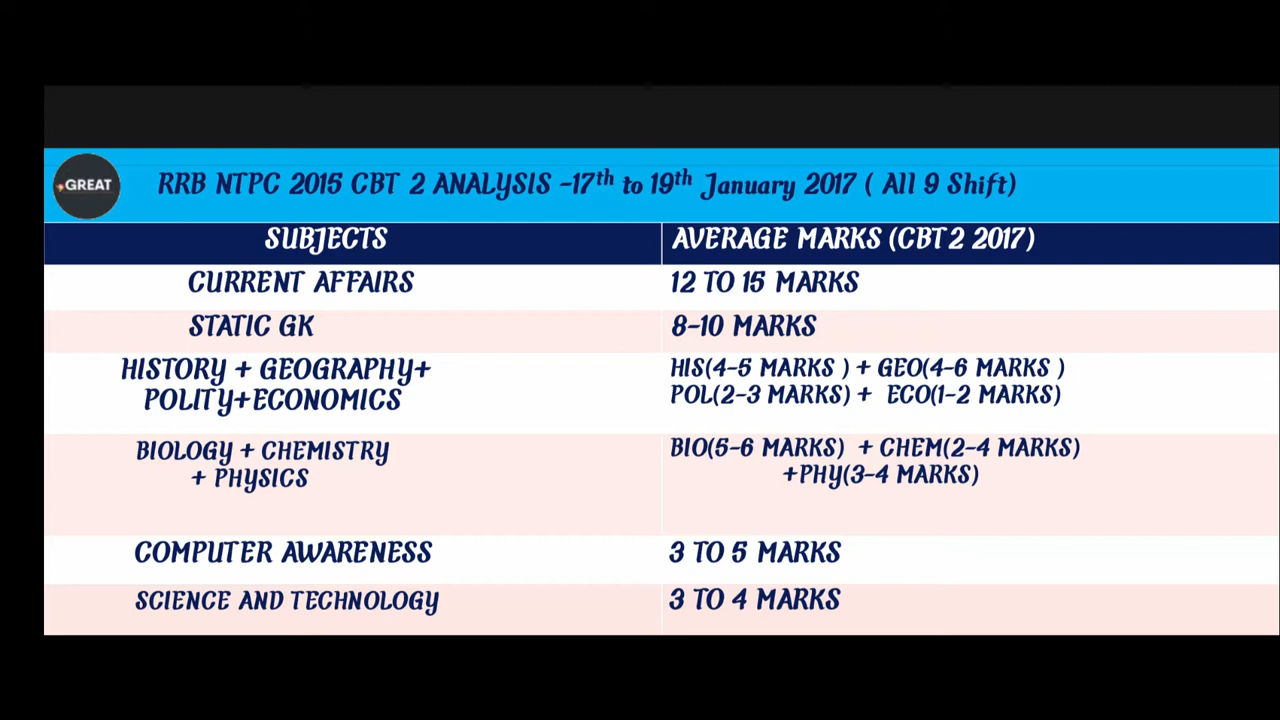 GREAT
RRB NTPC 2015 CBT 2 ANALYSIS -17th to 19th January 2017 ( All 9 Shift)
SUBJECTS AVERAGE MARKS (CBT2 2017)
CURRENT AFFAIRS 12 TO 15 MARKS
STATIC GK 8-10 MARKS
HISTORY + GEOGRAPHY+ HIS(4-5 MARKS ) + GEO(4-6 MARKS )
POLITY+ECONOMICS POL(2-3 MARKS) + ECO(1-2 MARKS)
BIOLOGY + CHEMISTRY BIO(5-6 MARKS) + CHEM(2-4 MARKS)
+ PHYSICS +PHY(3-4 MARKS)
COMPUTER AWARENESS 3 TO 5 MARKS
SCIENCE AND TECHNOLOGY 3 TO 4 MARKS